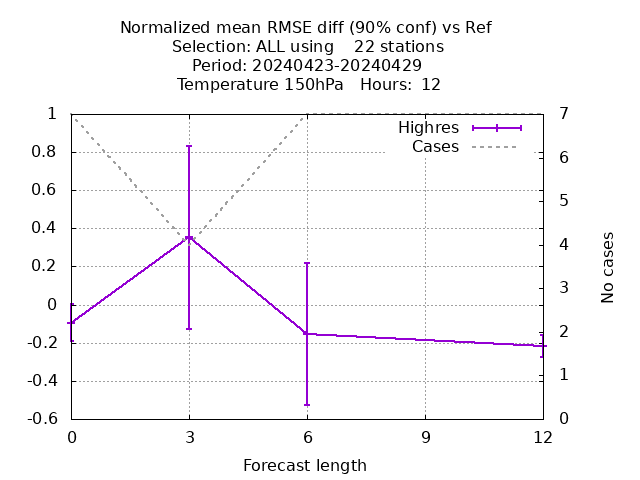 Normalized mean RMSE diff (90% conf) vs Ref
Selection: ALL using    22 stations
Period: 20240423-20240429
Temperature 150hPa   Hours:  12
Highres
Cases
1
0.8
0.6
0.4
0.2
0
-0.2
-0.4
-0.6
7
6
5
4
3
2
1
0
No cases
0
3
6
9
12
Forecast length